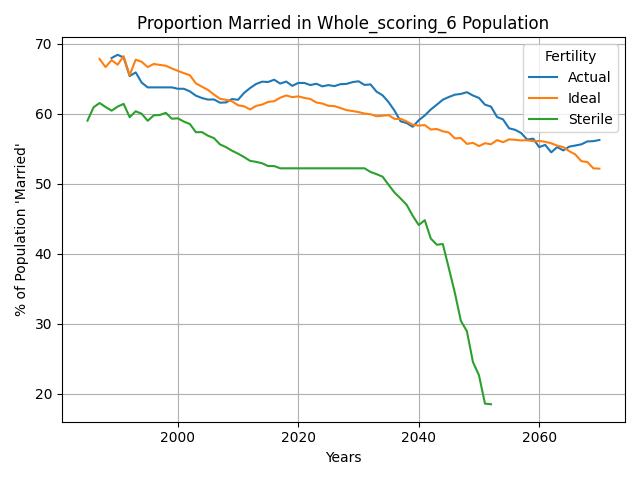 Proportion Married in Whole_scoring_6 Population
Fertility
Actual
Ideal
Sterile
% of Population 'Married'
70
60
50
40
30
20
2000
2020
2040
2060
Years